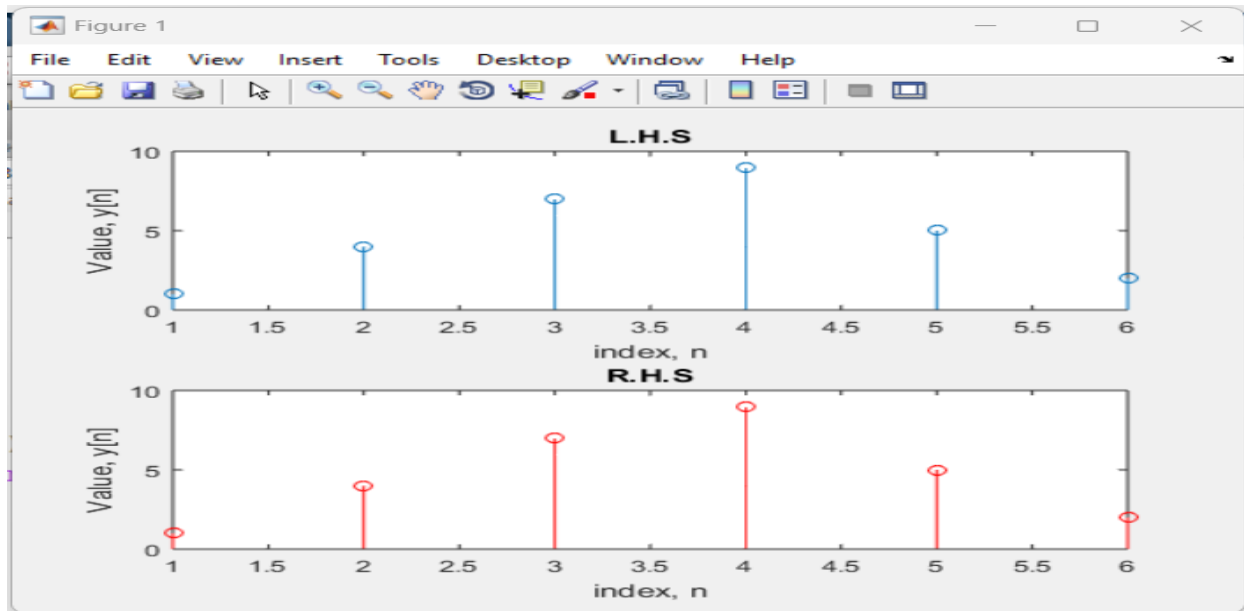 Figure 1
File Edit View Insert Tools Desktop Window Help
L.H.S
10
5
0
Value, y[n]
1 1.5 2 2.5 3 3.5 4 4.5 5 5.5 6
index, n
R.H.S
10
5
0
Value, y[n]
1 1.5 2 2.5 3 3.5 4 4.5 5 5.5 6
index, n